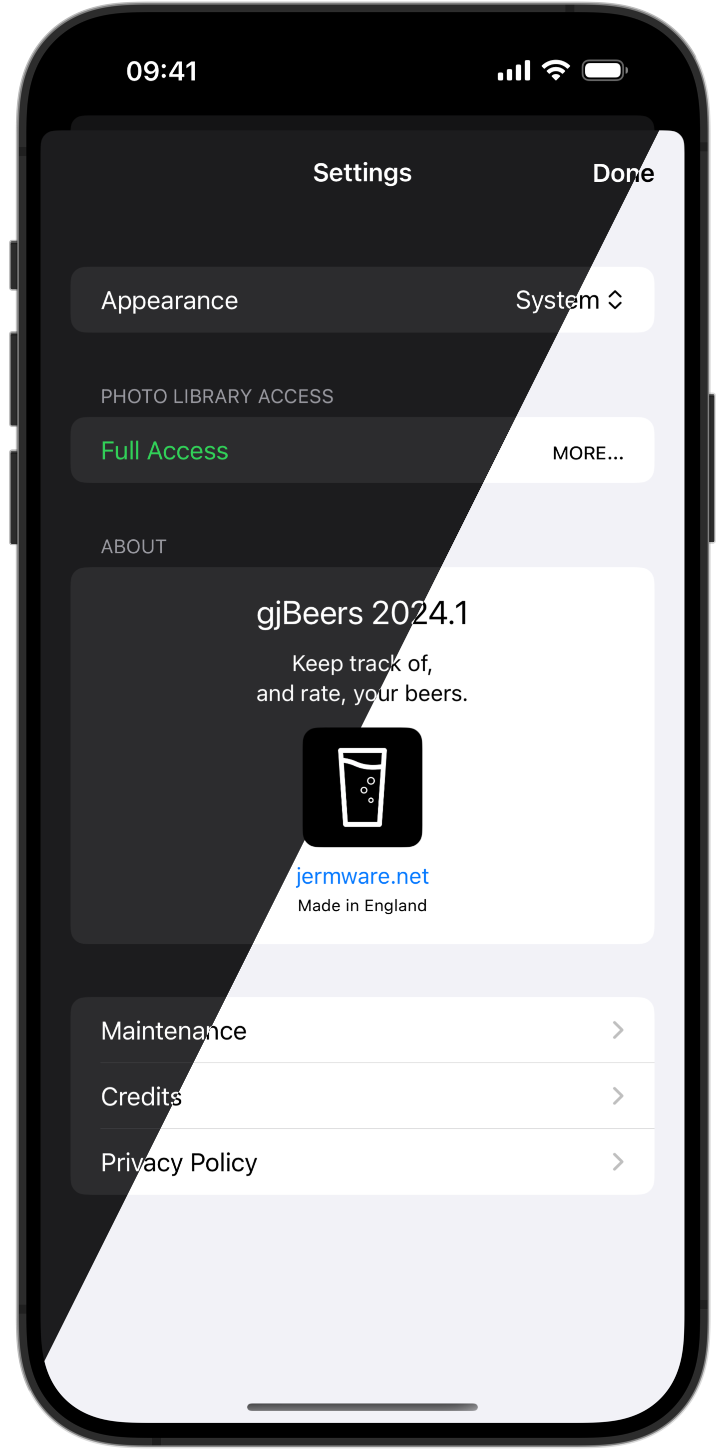 09:41
Settings
Done
Appearance
System
PHOTO LIBRARY ACCESS
Full Access
MORE...
ABOUT
gjBeers 2024.1
Keep track of,
and rate, your beers.
jermware.net
Made in England
Maintenance
Credits
Privacy Policy